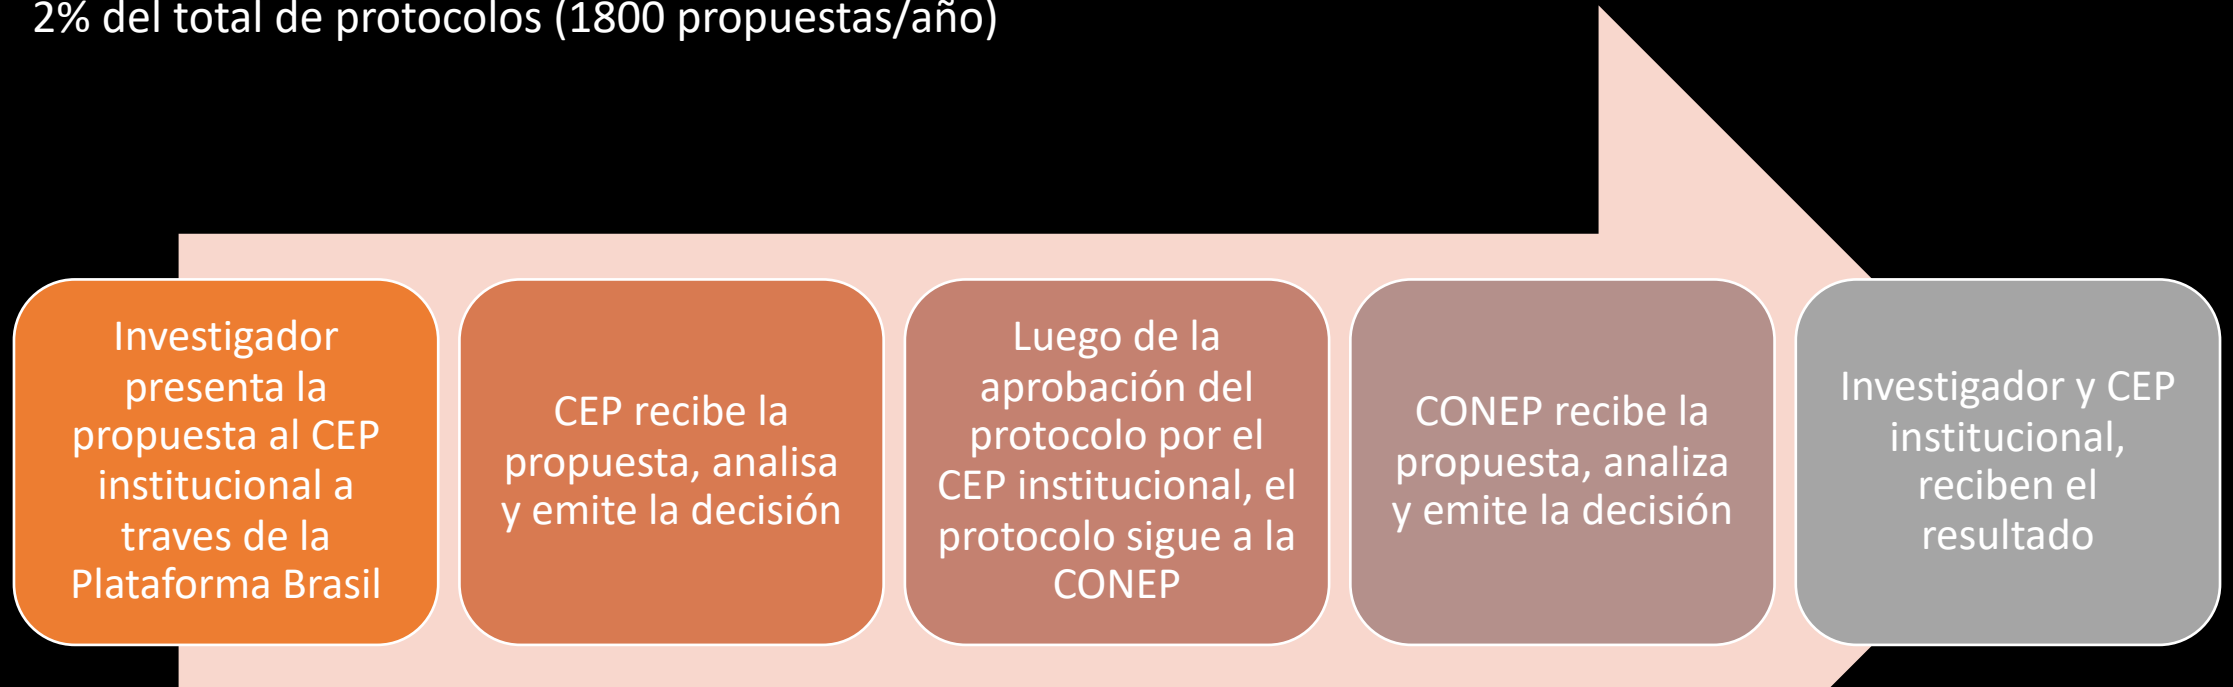 2% del total de protocolos (1800 propuestas/año)
Investigador
presenta la
propuesta al CEP
institucional a
traves de la
Plataforma Brasil
CEP recibe la
propuesta, analisa
y emite la decisión
Luego de la
aprobación del
protocolo por el
CEP institucional, el
protocolo sigue a la
CONEP
CONEP recibe la
propuesta, analiza
y emite la decisión
Investigador y CEP
institucional,
reciben el
resultado